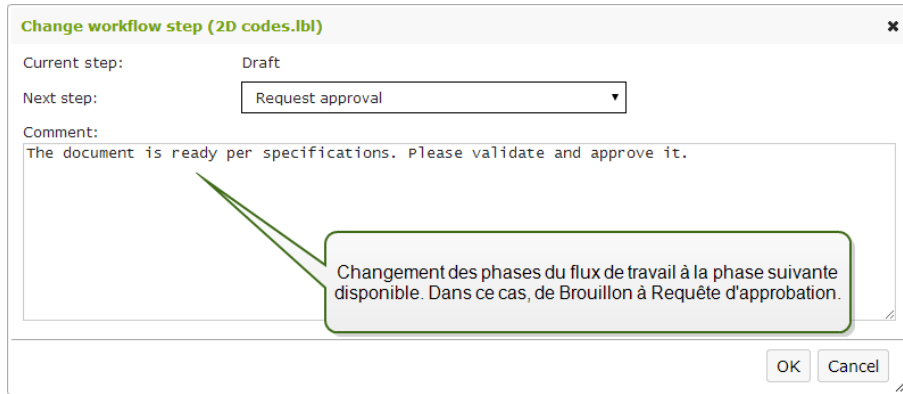 Change workflow step (2D codes.lbl)
Current step: Draft
Next step: Request approval
Comment:
The document is ready per specifications. Please validate and approve it.
Changement des phases du flux de travail à la phase suivante
disponible. Dans ce cas, de Brouillon à Requête d'approbation.
OK Cancel